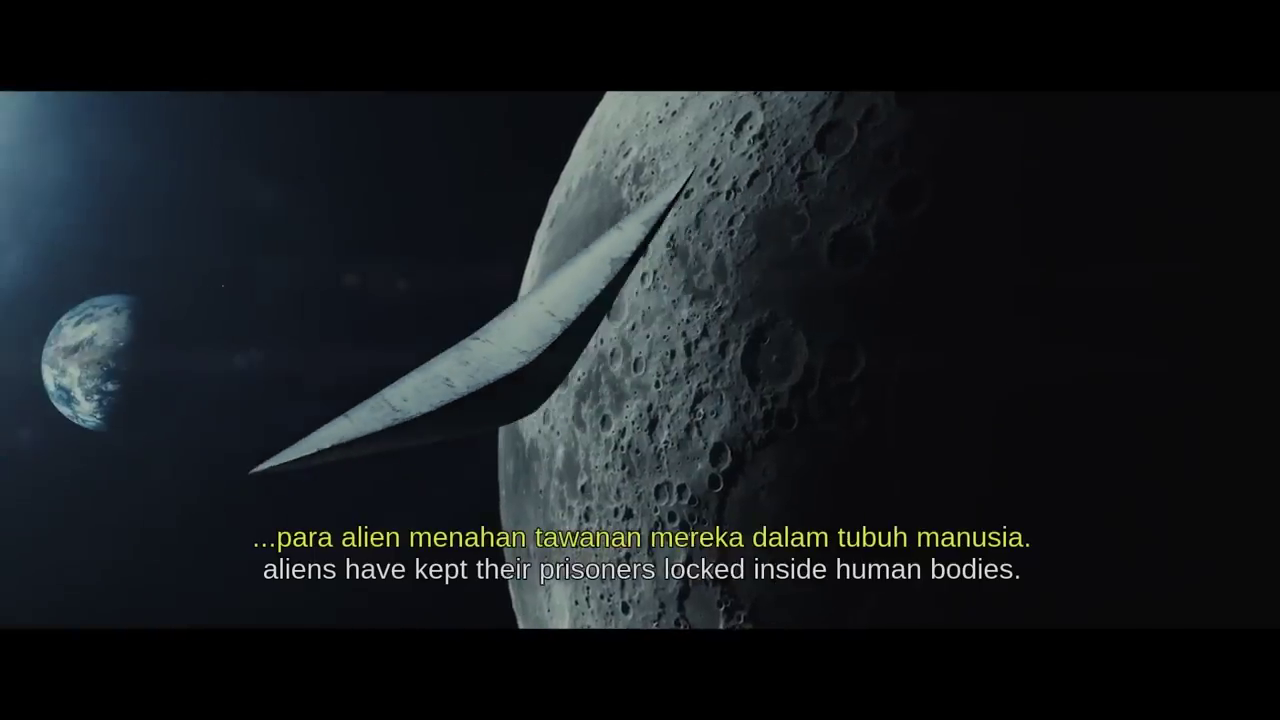 ...para alien menahan tawanan mereka dalam tubuh manusia.
aliens have kept their prisoners locked inside human bodies.